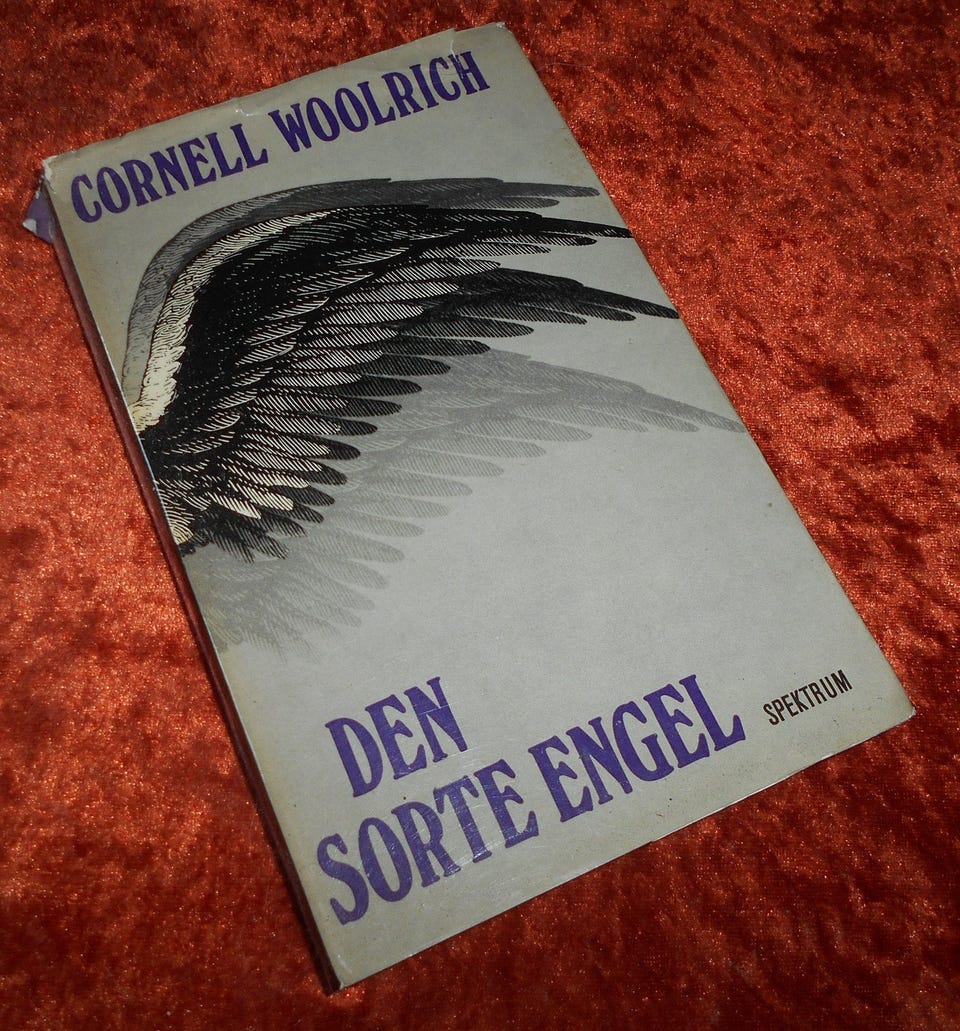 CORNELL WOOLRICH
DEN
SORTE ENGEL
SPEKTRUM